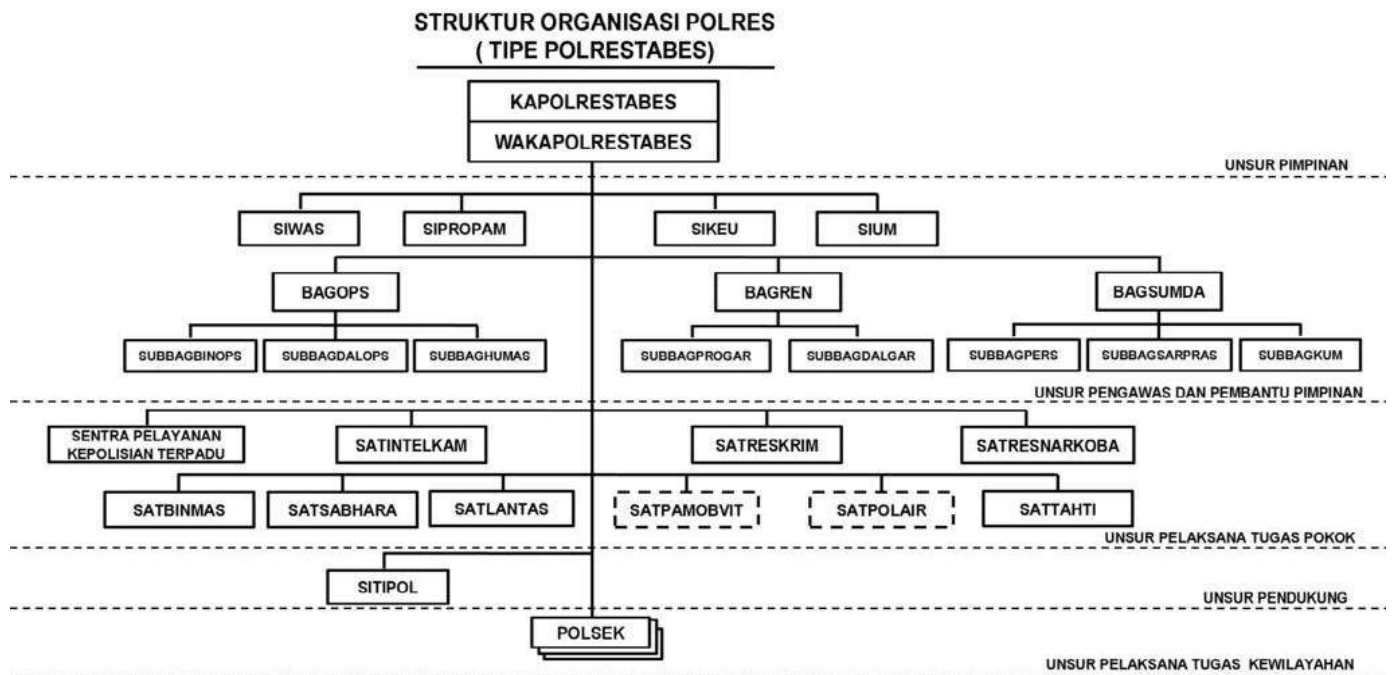 STRUKTUR ORGANISASI POLRES
( TIPE POLRESTABES)
KAPOLRESTABES
WAKAPOLRESTABES
UNSUR PIMPINAN
SIWAS
SIPROPAM
SIKEU
SIUM
BAGOPS
BAGREN
BAGSUMDA
SUBBAGBINOPS
SUBBAGDALOPS
SUBBAGHUMAS
SUBBAGPROGAR
SUBBAGDALGAR
SUBBAGPERS
SUBBAGSARPRAS
SUBBAGKUM
UNSUR PENGAWAS DAN PEMBANTU PIMPINAN
SENTRA PELAYANAN
KEPOLISIAN TERPADU
SATINTELKAM
SATRESKRIM
SATRESNARKOBA
SATBINMAS
SATSABHARA
SATLANTAS
SATPAMOBVIT
SATPOLAIR
SATTAHTI
UNSUR PELAKSANA TUGAS POKOK
SITIPOL
UNSUR PENDUKUNG
POLSEK
UNSUR PELAKSANA TUGAS KEWILAYAHAN